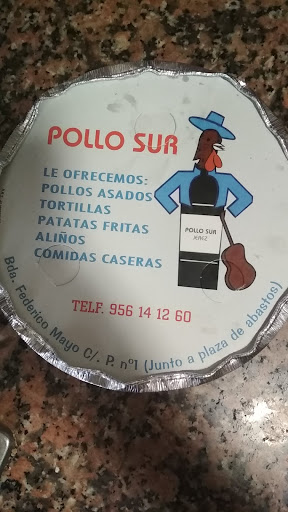 POLLO SUR
LE OFRECEMOS:
POLLOS ASADOS
TORTILLAS
PATATAS FRITAS
ALIÑOS
COMIDAS CASERAS
POLLO SUR
JEREZ
TELF. 956 14 12 60
Bda. Federico Mayo C/. P. nº1 (Junto a plaza de abastos)